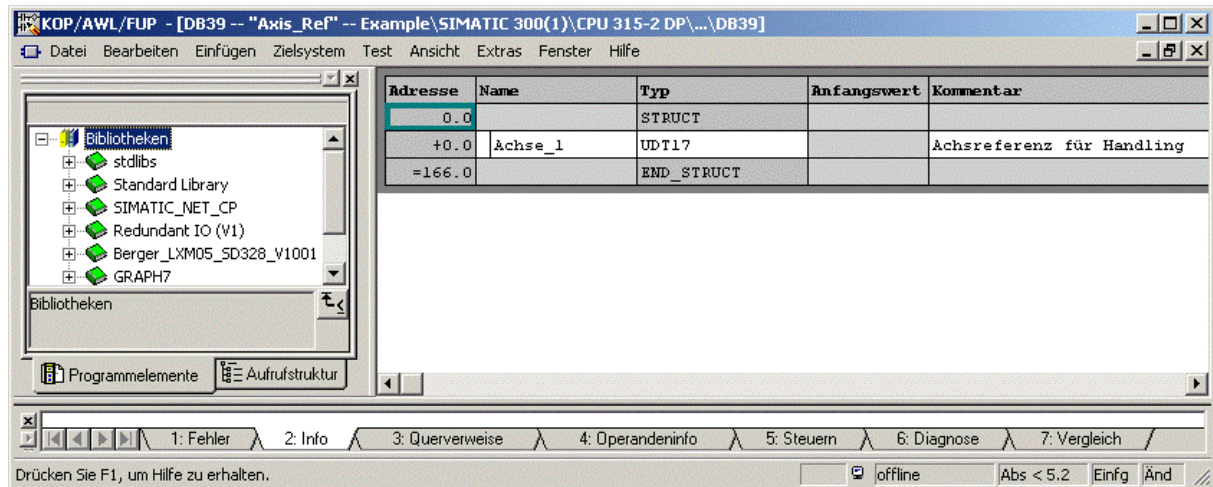 KOP/AWL/FUP - [DB39 -- "Axis_Ref" -- Example\SIMATIC 300(1)\CPU 315-2 DP\...\DB39]
Datei Bearbeiten Einfügen Zielsystem Test Ansicht Extras Fenster Hilfe
Bibliotheken
stdlibs
Standard Library
SIMATIC_NET_CP
Redundant IO (V1)
Berger_LXM05_SD328_V1001
GRAPH7
Bibliotheken
Programmelemente Aufrufstruktur
Adresse Name Typ Anfangswert Kommentar
0.0 STRUCT
+0.0 Achse_1 UDT17 Achsreferenz für Handling
=166.0 END_STRUCT
1: Fehler 2: Info 3: Querverweise 4: Operandeninfo 5: Steuern 6: Diagnose 7: Vergleich
Drücken Sie F1, um Hilfe zu erhalten. offline Abs < 5.2 Einfg Änd